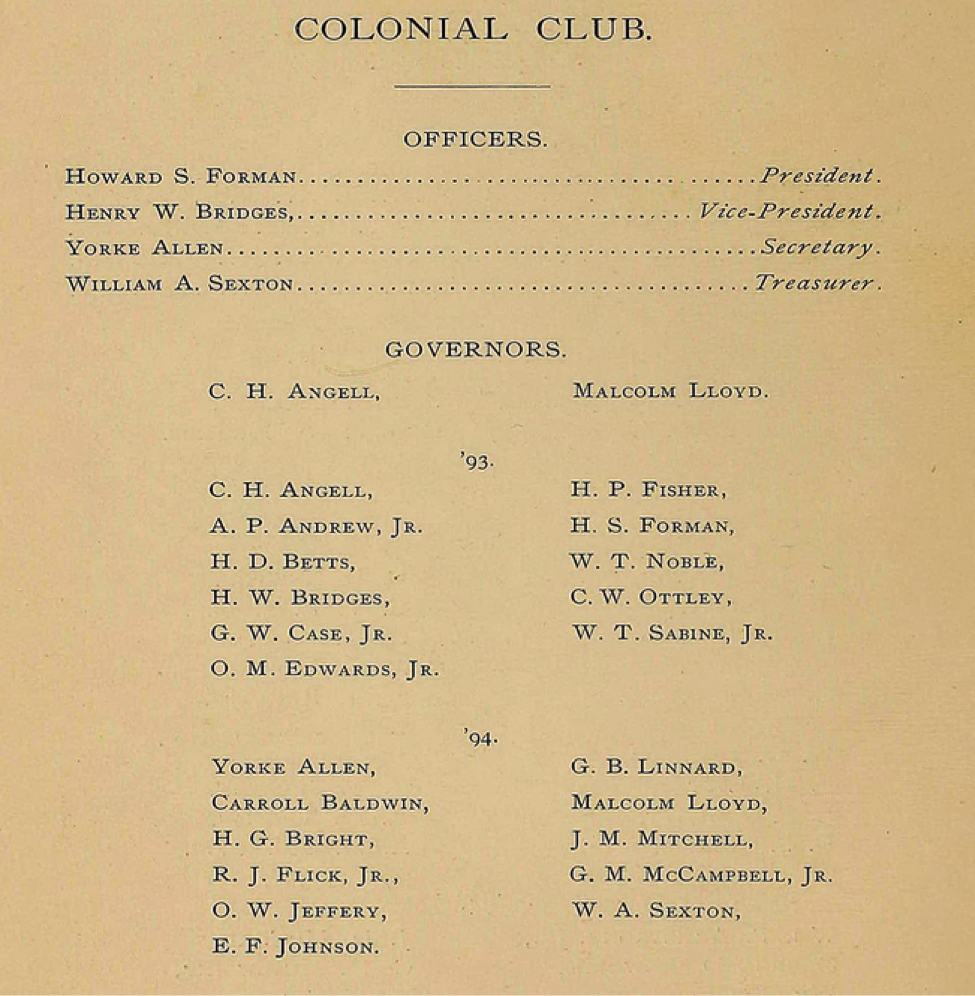 COLONIAL CLUB.
OFFICERS.
HOWARD S. FORMAN.......................................President.
HENRY W. BRIDGES,..................................Vice-President.
YORKE ALLEN..............................................Secretary.
WILLIAM A. SEXTON.......................................Treasurer.
GOVERNORS.
C. H. ANGELL, MALCOLM LLOYD.
'93.
C. H. ANGELL, H. P. FISHER,
A. P. ANDREW, JR. H. S. FORMAN,
H. D. BETTS, W. T. NOBLE,
H. W. BRIDGES, C. W. OTTLEY,
G. W. CASE, JR. W. T. SABINE, JR.
O. M. EDWARDS, JR.
'94.
YORKE ALLEN, G. B. LINNARD,
CARROLL BALDWIN, MALCOLM LLOYD,
H. G. BRIGHT, J. M. MITCHELL,
R. J. FLICK, JR., G. M. MCCAMPBELL, JR.
O. W. JEFFERY, W. A. SEXTON,
E. F. JOHNSON.